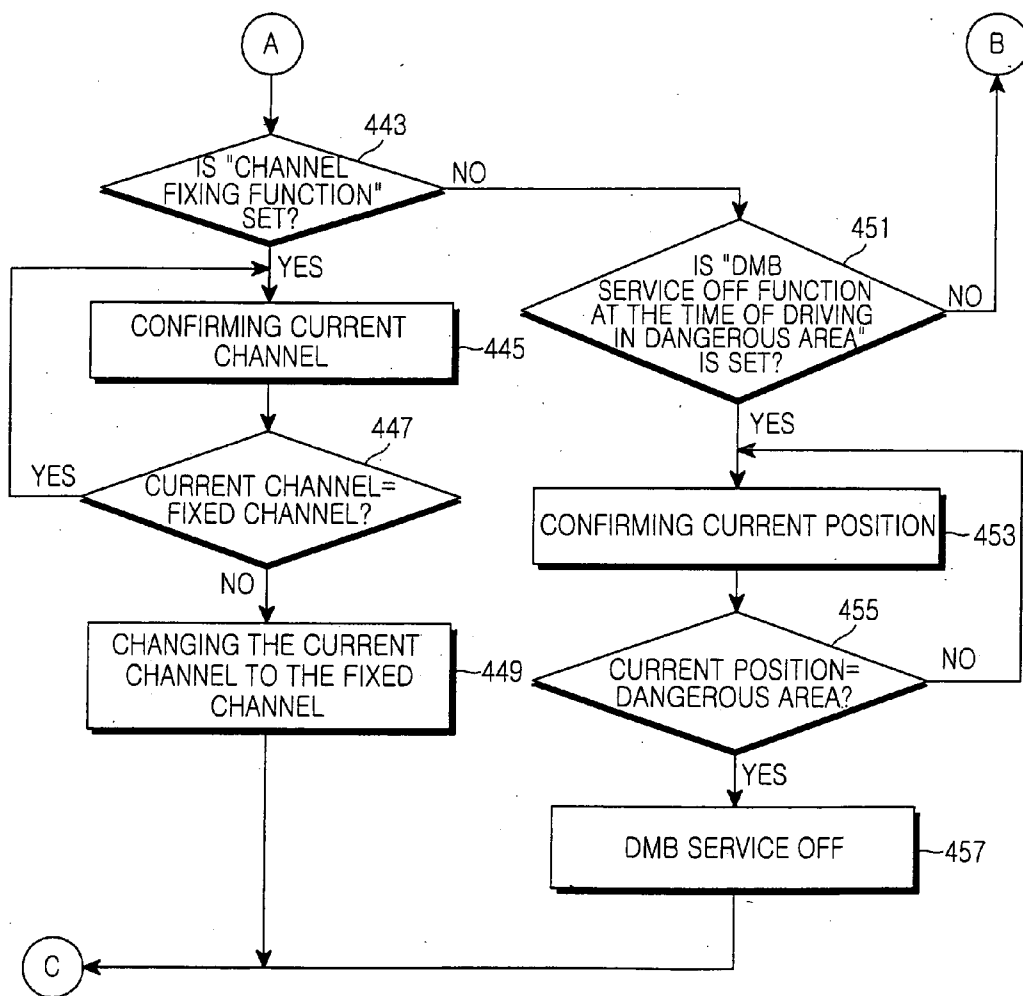 A
B
443
IS "CHANNEL
FIXING FUNCTION"
SET?
NO
YES
451
IS "DMB
SERVICE OFF FUNCTION
AT THE TIME OF DRIVING
IN DANGEROUS AREA"
IS SET?
NO
YES
CONFIRMING CURRENT
CHANNEL
445
447
CURRENT CHANNEL=
FIXED CHANNEL?
YES
NO
CONFIRMING CURRENT POSITION
453
CHANGING THE CURRENT
CHANNEL TO THE FIXED
CHANNEL
449
455
CURRENT POSITION=
DANGEROUS AREA?
NO
YES
DMB SERVICE OFF
457
C